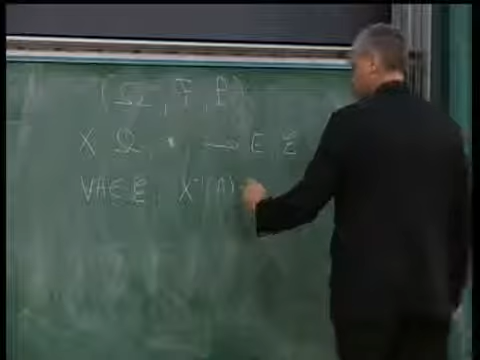 (Ω, F, P)
X Ω, → E, ℰ
∀A∈ℰ, X⁻¹(A)